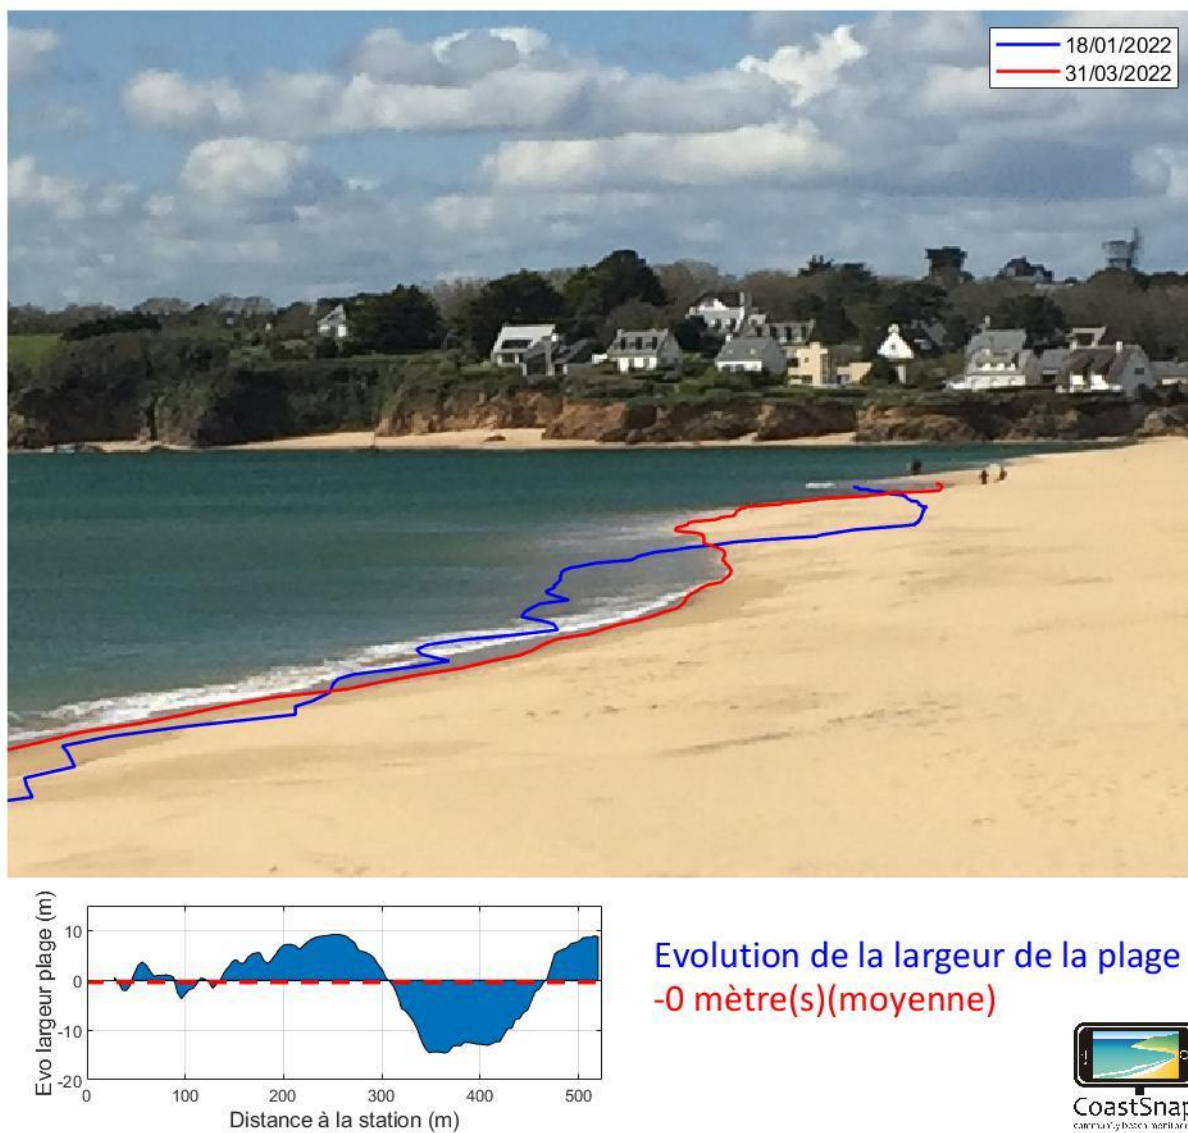 18/01/2022
31/03/2022
Evo largeur plage (m)
10
0
-10
-20
0
100
200
300
400
500
Distance à la station (m)
Evolution de la largeur de la plage
-0 mètre(s)(moyenne)
CoastSnap